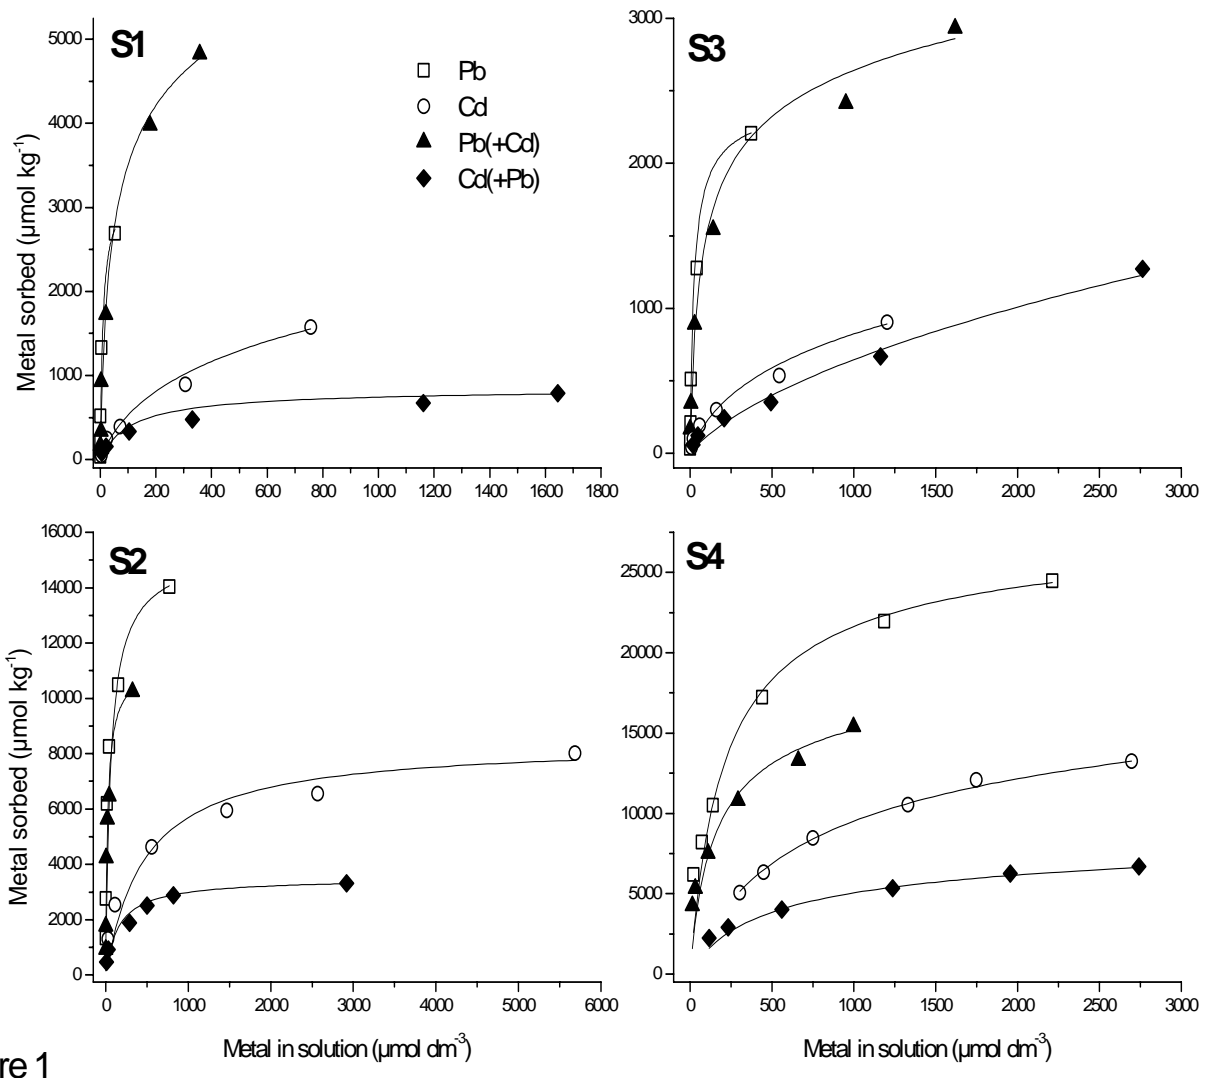 S1
Pb
Cd
Pb(+Cd)
Cd(+Pb)
Metal sorbed (µmol kg-1)
5000
4000
3000
2000
1000
0
0 200 400 600 800 1000 1200 1400 1600 1800
S3
3000
2000
1000
0
0 500 1000 1500 2000 2500 3000
S2
Metal sorbed (µmol kg-1)
16000
14000
12000
10000
8000
6000
4000
2000
0
0 1000 2000 3000 4000 5000 6000
Metal in solution (µmol dm-3)
S4
25000
20000
15000
10000
5000
0
0 500 1000 1500 2000 2500 3000
Metal in solution (µmol dm-3)
re 1